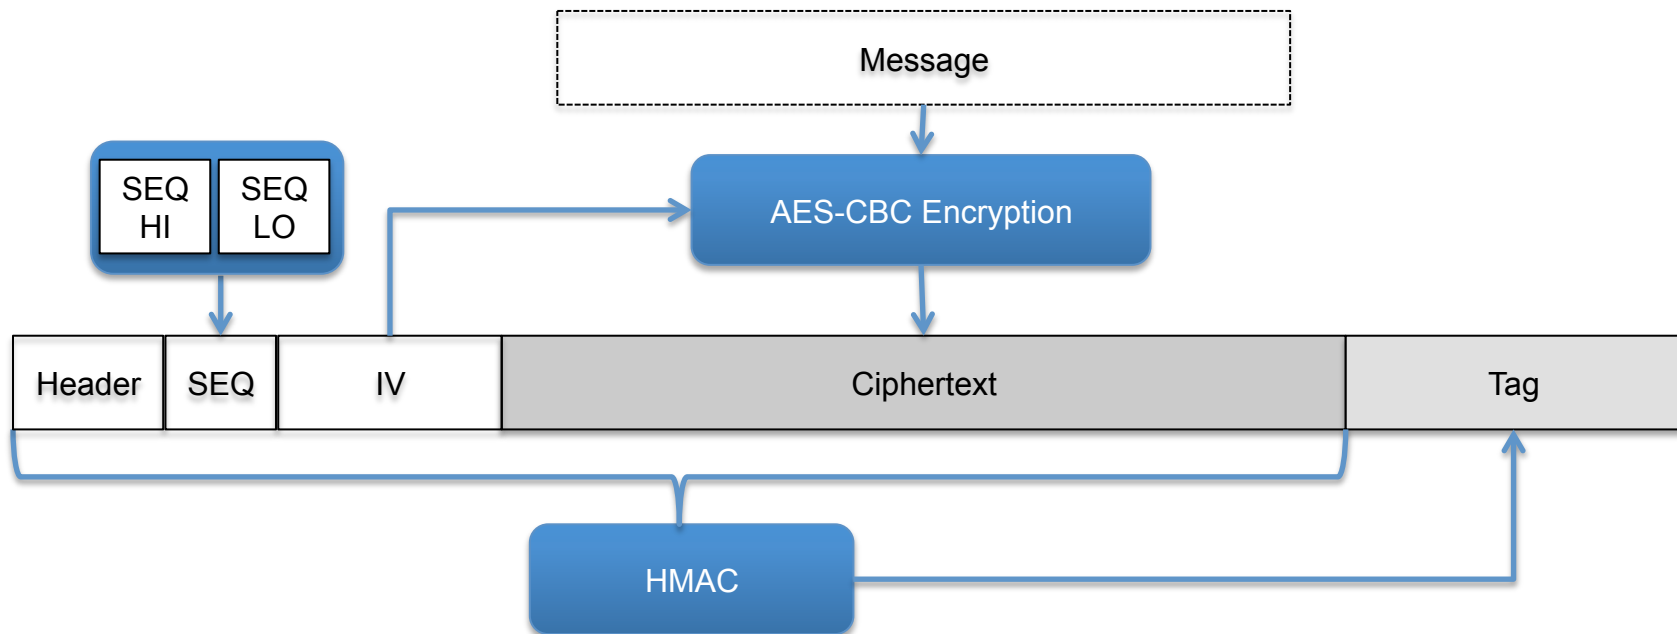 Message
SEQ
HI
SEQ
LO
AES-CBC Encryption
Header
SEQ
IV
Ciphertext
Tag
HMAC